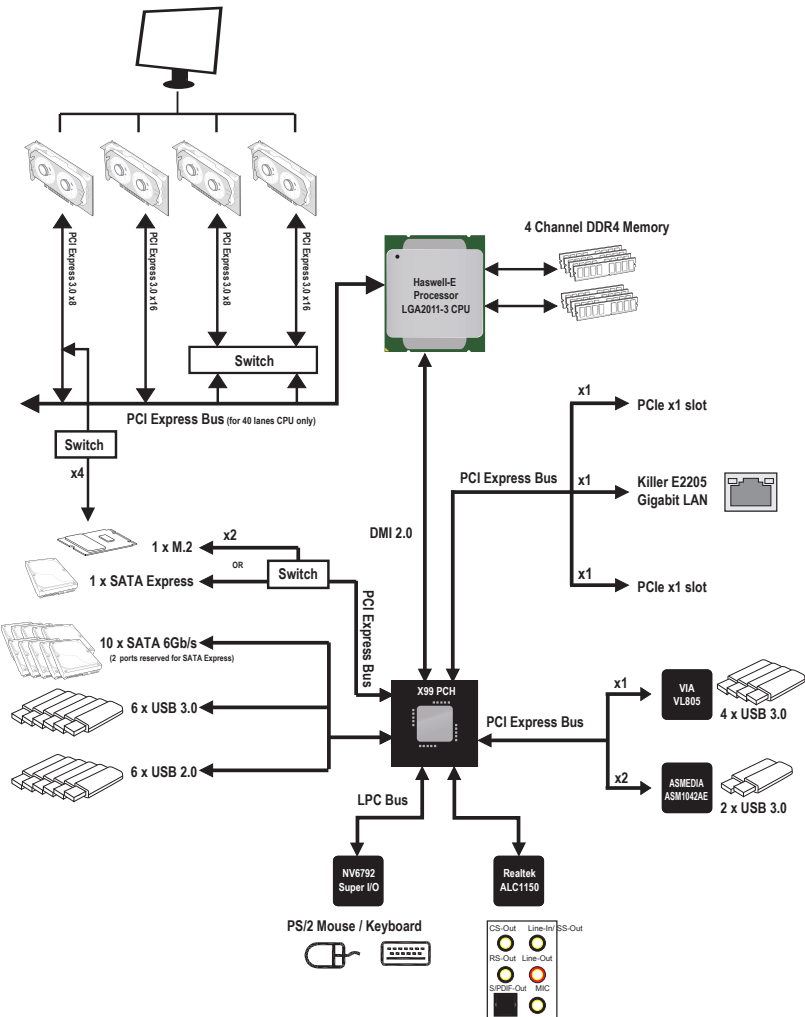 PCI Express 3.0 x8
PCI Express 3.0 x16
PCI Express 3.0 x8
PCI Express 3.0 x16
4 Channel DDR4 Memory
Haswell-E
Processor
LGA2011-3 CPU
Switch
PCI Express Bus (for 40 lanes CPU only)
Switch
x4
x1
PCIe x1 slot
PCI Express Bus
x1
Killer E2205
Gigabit LAN
x1
PCIe x1 slot
DMI 2.0
1 x M.2
x2
OR
Switch
1 x SATA Express
PCI Express Bus
10 x SATA 6Gb/s
(2 ports reserved for SATA Express)
6 x USB 3.0
6 x USB 2.0
X99 PCH
PCI Express Bus
x1
VIA
VL805
4 x USB 3.0
x2
ASMEDIA
ASM1042AE
2 x USB 3.0
LPC Bus
NV6792
Super I/O
Realtek
ALC1150
PS/2 Mouse / Keyboard
CS-Out
Line-In/ SS-Out
RS-Out
Line-Out
S/PDIF-Out
MIC